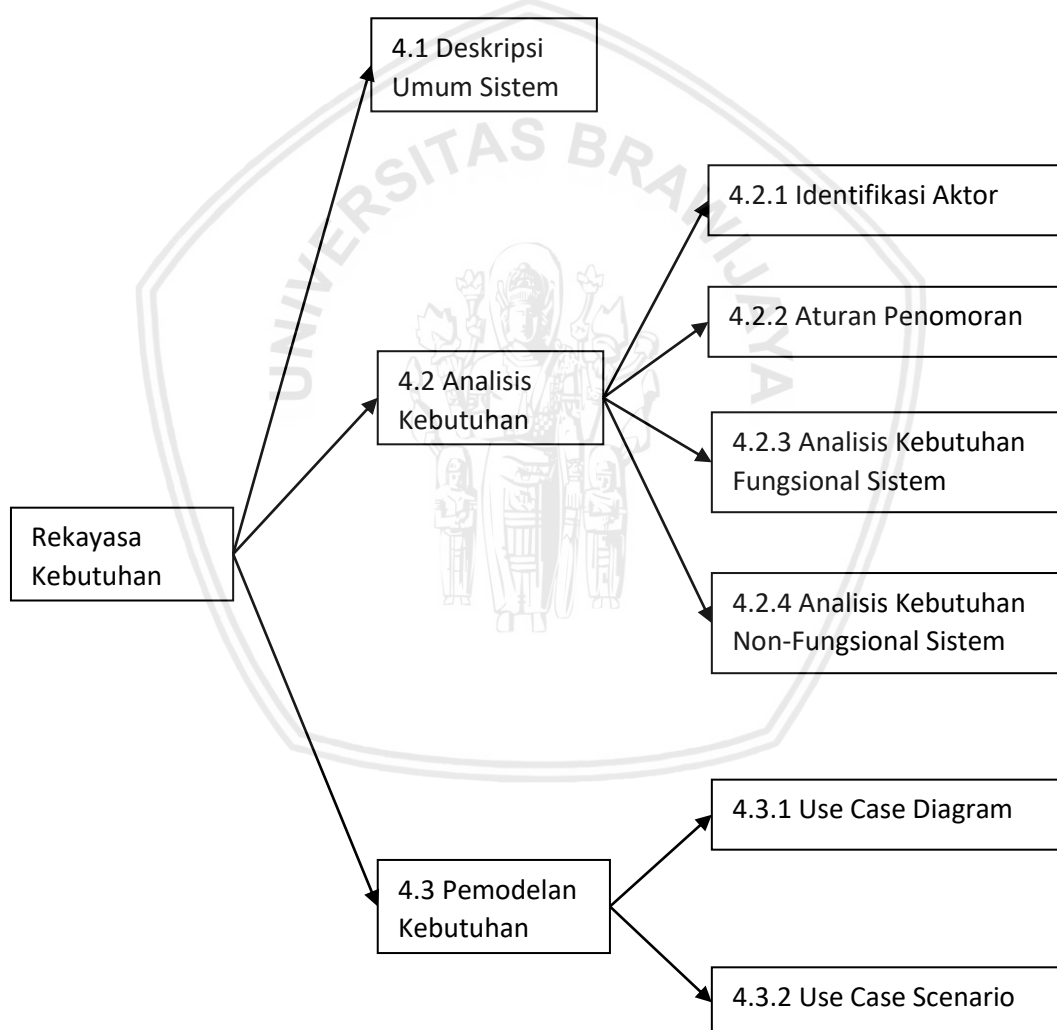 4.1 Deskripsi
Umum Sistem
UNIVERSITAS BRAWIJAYA
4.2.1 Identifikasi Aktor
4.2.2 Aturan Penomoran
4.2 Analisis
Kebutuhan
4.2.3 Analisis Kebutuhan
Fungsional Sistem
Rekayasa
Kebutuhan
4.2.4 Analisis Kebutuhan
Non-Fungsional Sistem
4.3.1 Use Case Diagram
4.3 Pemodelan
Kebutuhan
4.3.2 Use Case Scenario